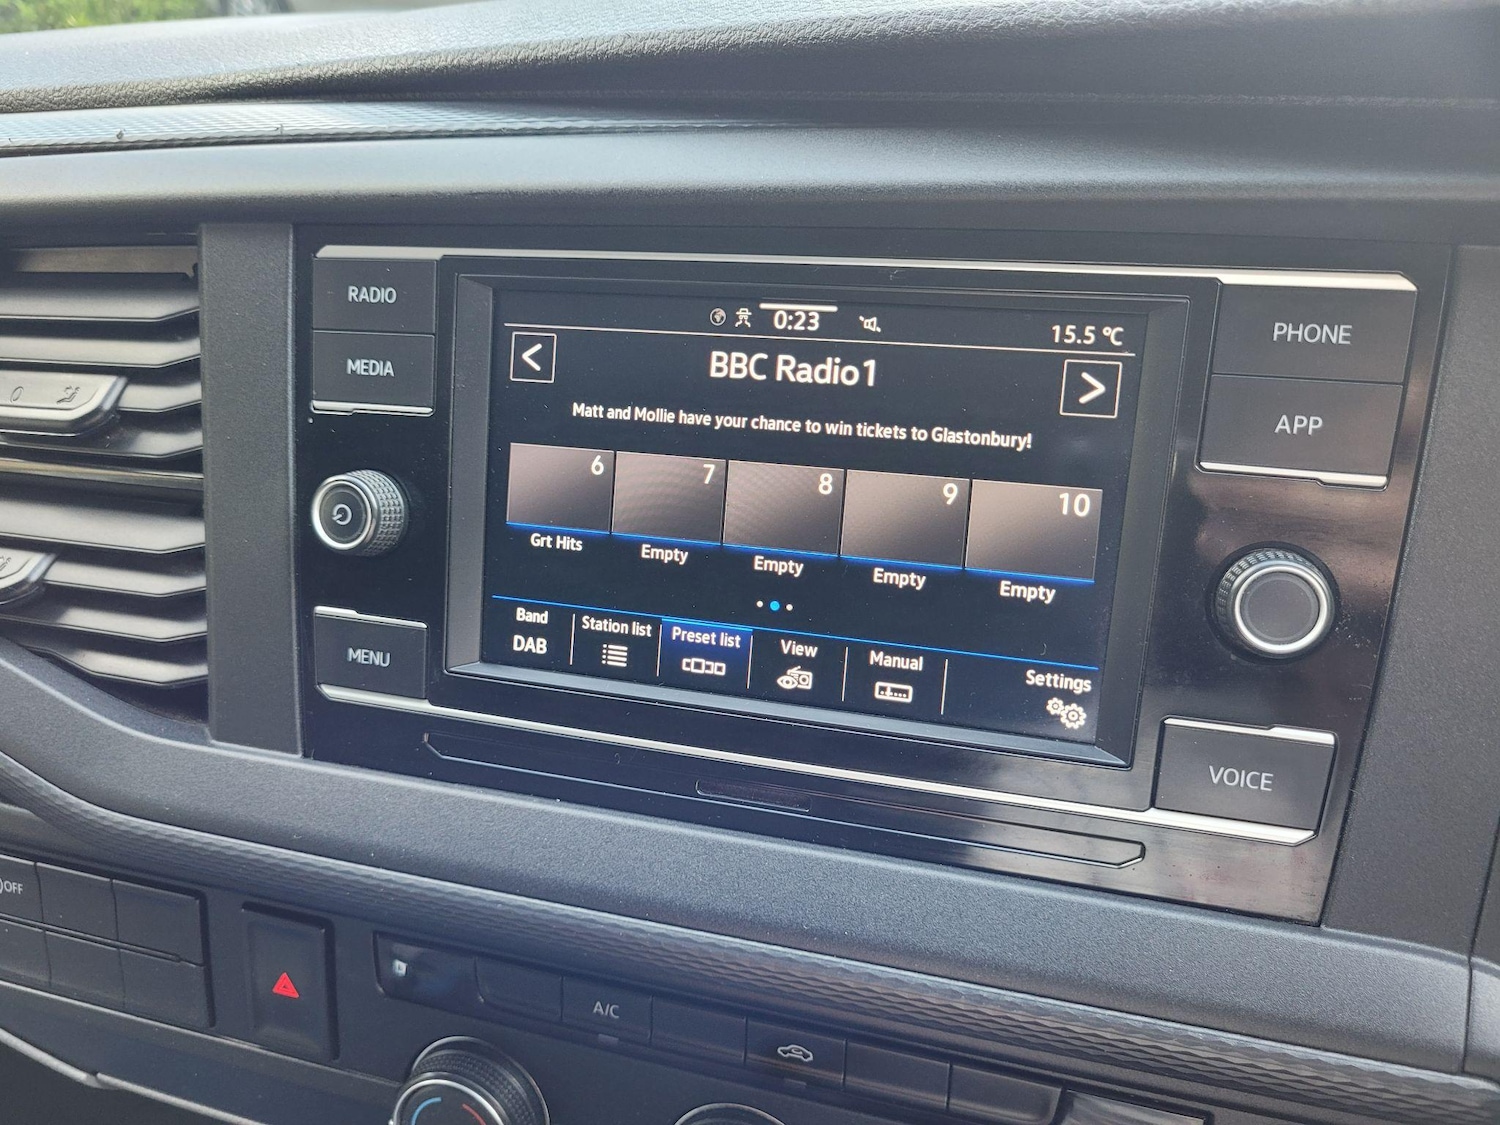 RADIO
MEDIA
MENU
PHONE
APP
VOICE
0:23
15.5 °C
<
BBC Radio1
>
Matt and Mollie have your chance to win tickets to Glastonbury!
6
7
8
9
10
Grt Hits
Empty
Empty
Empty
Empty
Band
DAB
Station list
Preset list
View
Manual
Settings
OFF
A/C